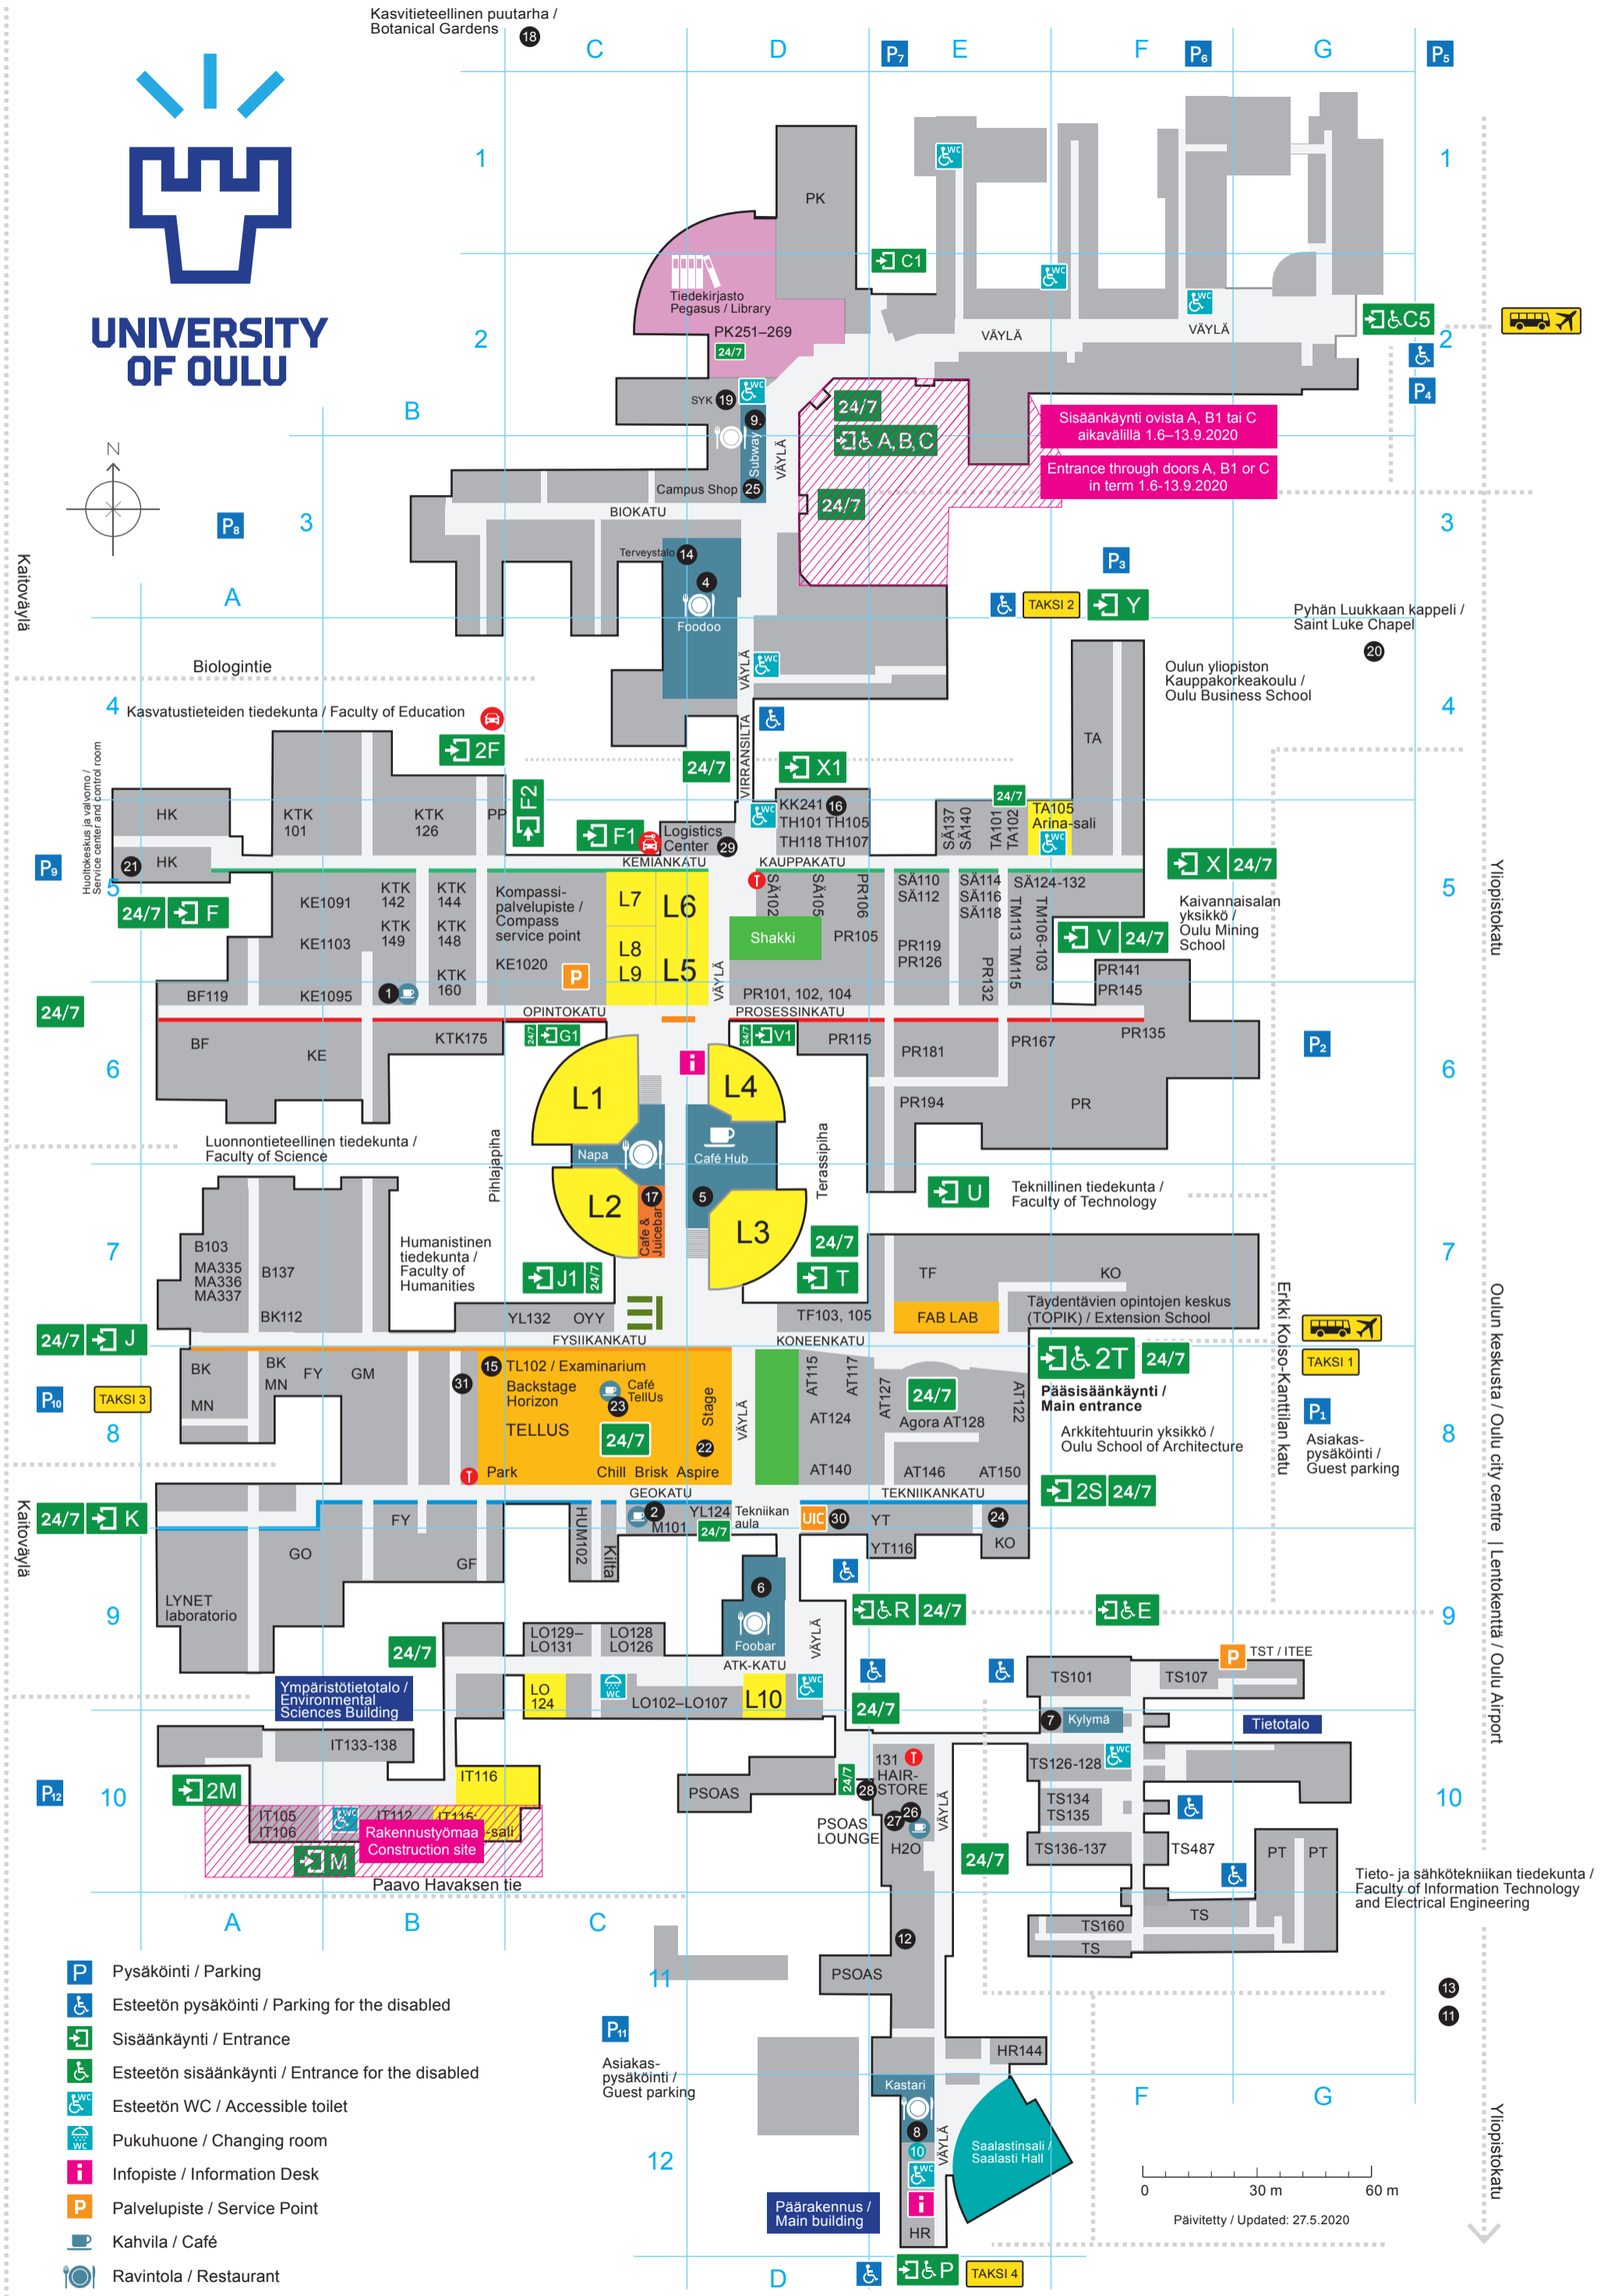 Kasvitieteellinen puutarha /
Botanical Gardens
18
C
D
P7
E
F
P6
G
P5
UNIVERSITY
OF OULU
1
WC
1
PK
C1
WC
WC
Tiedekirjasto
Pegasus / Library
PK251–269
24/7
2
VÄYLÄ
VÄYLÄ
C5
2
P4
B
SYK
19
WC
9.
Subway
24/7
A, B, C
VÄYLÄ
Sisäänkäynti ovista A, B1 tai C
aikavälillä 1.6–13.9.2020
Entrance through doors A, B1 or C
in term 1.6-13.9.2020
N
Campus Shop
25
24/7
BIOKATU
P8
3
3
Terveystalo
14
4
Foodoo
P3
Kaitoväylä
A
TAKSI 2
Y
Pyhän Luukkaan kappeli /
Saint Luke Chapel
20
Biologintie
VÄYLÄ
WC
Oulun yliopiston
Kauppakorkeakoulu /
Oulu Business School
4
Kasvatustieteiden tiedekunta / Faculty of Education
4
2F
VIRRANSILTA
TA
Huoltokeskus ja valvomo /
Service center and control room
24/7
X1
HK
KTK
101
KTK
126
PP
F2
F1
Logistics
Center
29
WC
KK241
16
TH101 TH105
TH118 TH107
SÄ137
SÄ140
TA101
TA102
24/7
TA105
Arina-sali
WC
P9
21
HK
KEMIANKATU
KAUPPAKATU
X
24/7
5
5
24/7
F
KE1091
KTK
142
KTK
144
KTK
149
KTK
148
KE1103
KTK
160
Kompassi-
palvelupiste /
Compass
service point
KE1020
P
L7
L8
L9
L6
L5
SÄ102
SÄ105
PR106
Shakki
PR105
VÄYLÄ
SÄ110
SÄ112
SÄ114
SÄ116
SÄ118
SÄ124-132
TM113
TM115
TM106-103
PR119
PR126
PR132
V
24/7
Kaivannaisalan
yksikkö /
Oulu Mining
School
PR141
PR145
Yliopistokatu
24/7
BF119
KE1095
1
PR101, 102, 104
OPINTOKATU
PROSESSINKATU
BF
KE
KTK175
24/7
G1
24/7
V1
PR115
PR181
PR167
PR135
P2
6
6
i
L1
L4
PR194
PR
Luonnontieteellinen tiedekunta /
Faculty of Science
Pihlajapiha
Napa
Café Hub
Terassipiha
U
Teknillinen tiedekunta /
Faculty of Technology
L2
17
Cafe &
Juicebar
5
L3
7
7
B103
MA335
MA336
MA337
B137
BK112
Humanistinen
tiedekunta /
Faculty of
Humanities
J1
24/7
24/7
T
TF
KO
Täydentävien opintojen keskus
(TOPIK) / Extension School
FAB LAB
YL132
OYY
TF103, 105
24/7
J
FYSIIKANKATU
KONEENKATU
2T
24/7
Pääsisäänkäynti /
Main entrance
TAKSI 1
Erkki Koiso-Kanttilan katu
P10
TAKSI 3
BK
BK
MN
FY
GM
MN
15
TL102 / Examinarium
31
Backstage
Horizon
Café
TellUs
23
TELLUS
24/7
Stage
22
Park
Chill
Brisk
Aspire
VÄYLÄ
AT115
AT117
AT124
AT127
24/7
Agora AT128
AT122
AT140
AT146
AT150
Arkkitehtuurin yksikkö /
Oulu School of Architecture
P1
Asiakas-
pysäköinti /
Guest parking
8
8
2S
24/7
GEOKATU
TEKNIIKANKATU
24/7
K
FY
HUM102
Kilta
2
M101
YL124
24/7
Tekniikan
aula
UIC
30
YT
24
YT116
KO
GO
GF
Kaitoväylä
LYNET
laboratorio
6
Foobar
R
24/7
E
9
9
LO129–
LO131
LO128
LO126
24/7
ATK-KATU
VÄYLÄ
P
TST / ITEE
TS101
TS107
Ympäristötietotalo /
Environmental
Sciences Building
LO
124
WC
LO102–LO107
L10
WC
24/7
7
Kylymä
Tietotalo
IT133-138
IT116
131
HAIR-
STORE
TS126-128
WC
P12
2M
10
PSOAS
24/7
28
10
IT105
IT106
WC
IT112
IT115:
-sali
Rakennustyömaa
Construction site
M
Paavo Havaksen tie
PSOAS
LOUNGE
27
26
H2O
VÄYLÄ
24/7
TS134
TS135
TS136-137
TS487
PT
PT
Tieto- ja sähkötekniikan tiedekunta /
Faculty of Information Technology
and Electrical Engineering
A
B
C
12
TS160
TS
TS
11
PSOAS
13
11
P11
Asiakas-
pysäköinti /
Guest parking
HR144
Kastari
F
G
8
10
WC
i
HR
VÄYLÄ
Saalastinsali /
Saalasti Hall
12
Päärakennus /
Main building
0
30 m
60 m
Päivitetty / Updated: 27.5.2020
D
P
TAKSI 4
Oulun keskusta / Oulu city centre | Lentokenttä / Oulu Airport
Yliopistokatu
P
Pysäköinti / Parking
Esteetön pysäköinti / Parking for the disabled
Sisäänkäynti / Entrance
Esteetön sisäänkäynti / Entrance for the disabled
WC
Esteetön WC / Accessible toilet
WC
Pukuhuone / Changing room
i
Infopiste / Information Desk
P
Palvelupiste / Service Point
Kahvila / Café
Ravintola / Restaurant